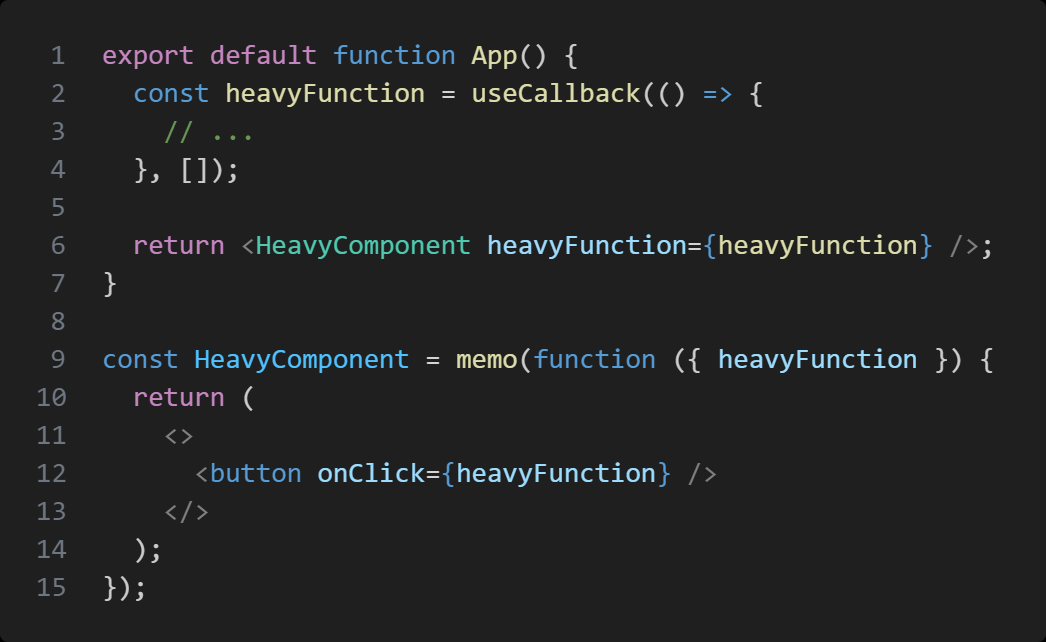 1 export default function App() {
2   const heavyFunction = useCallback(() => {
3     // ...
4   }, []);
5
6   return <HeavyComponent heavyFunction={heavyFunction} />;
7 }
8
9 const HeavyComponent = memo(function ({ heavyFunction }) {
10   return (
11     <>
12       <button onClick={heavyFunction} />
13     </>
14   );
15 });